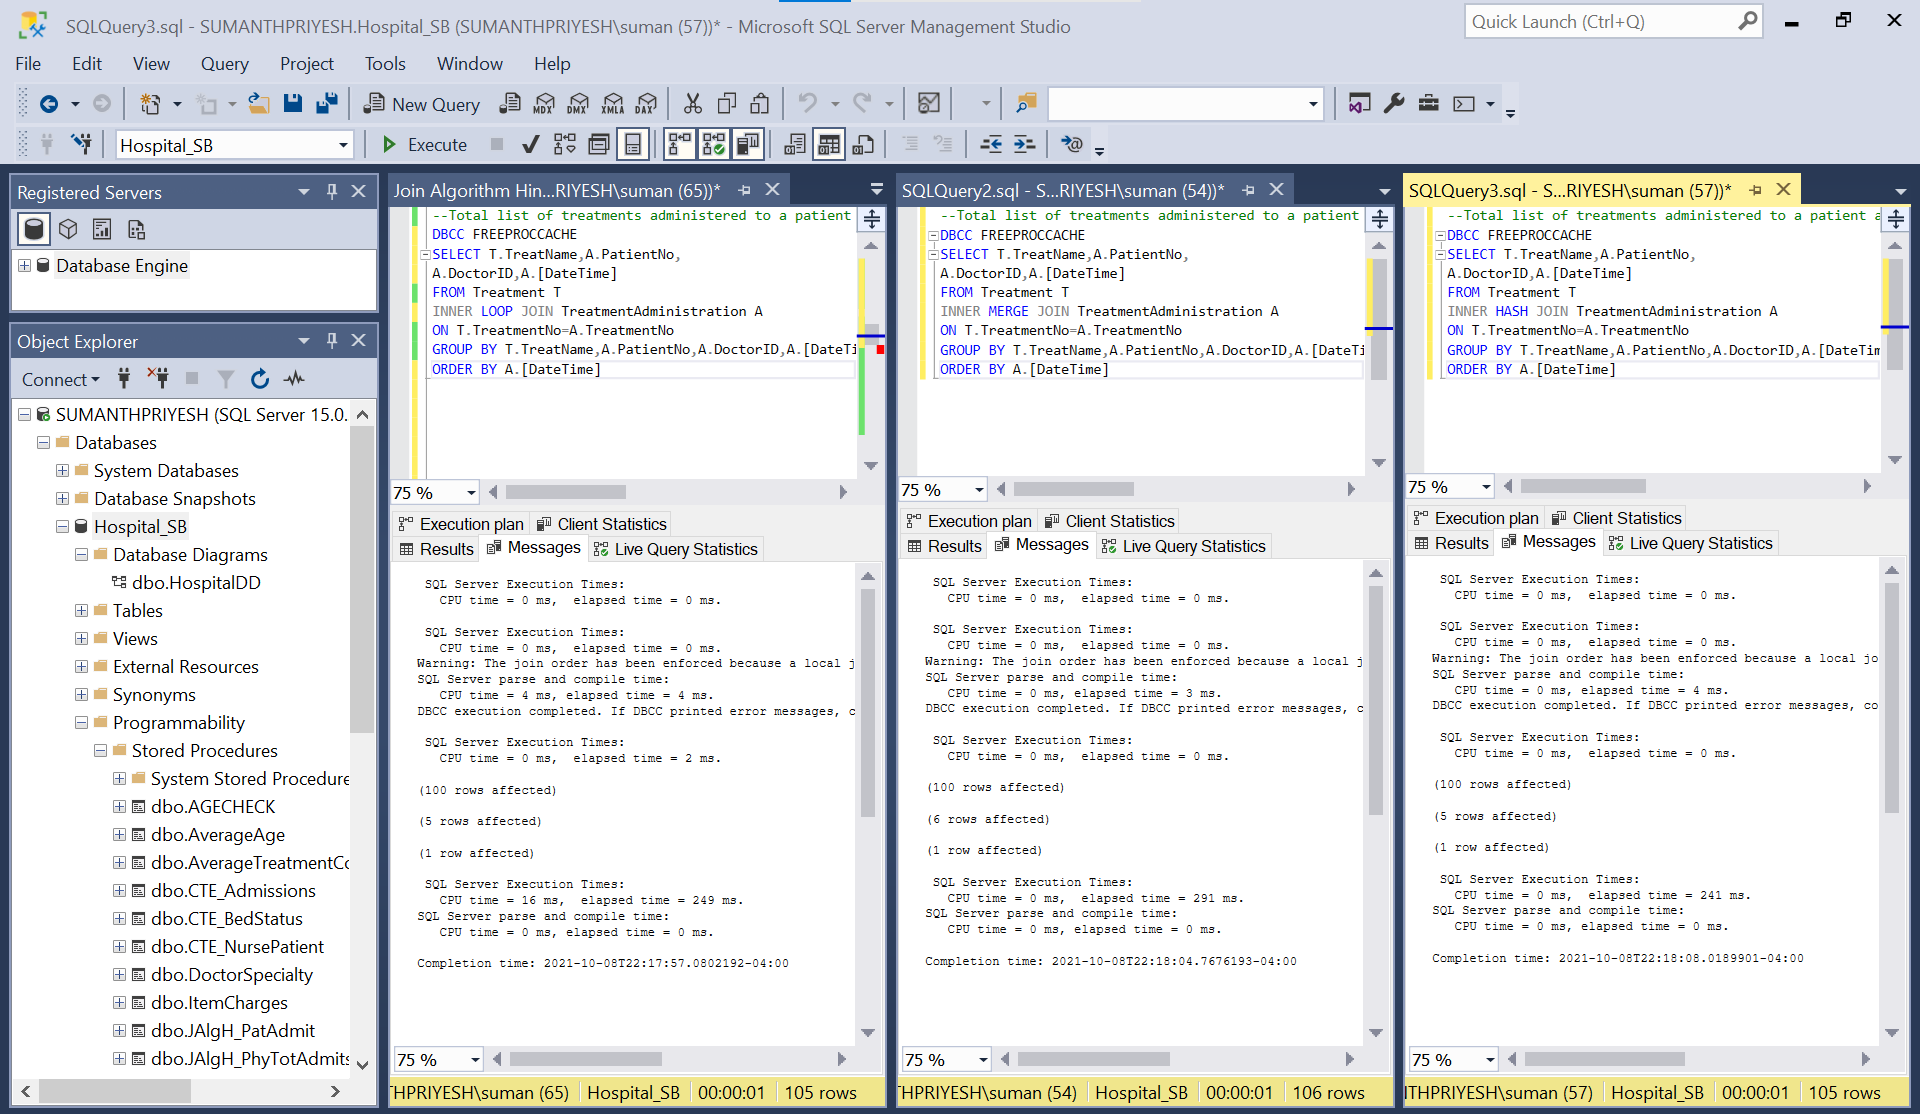 SQLQuery3.sql - SUMANTHPRIYESH.Hospital_SB (SUMANTHPRIYESH\suman (57))* - Microsoft SQL Server Management Studio
Quick Launch (Ctrl+Q)
File Edit View Query Project Tools Window Help
New Query MDX DMX XMLA DAX
Hospital_SB Execute
Registered Servers
Database Engine
Object Explorer
Connect
SUMANTHPRIYESH (SQL Server 15.0.
Databases
System Databases
Database Snapshots
Hospital_SB
Database Diagrams
dbo.HospitalDD
Tables
Views
External Resources
Synonyms
Programmability
Stored Procedures
System Stored Procedure
dbo.AGECHECK
dbo.AverageAge
dbo.AverageTreatmentCo
dbo.CTE_Admissions
dbo.CTE_BedStatus
dbo.CTE_NursePatient
dbo.DoctorSpecialty
dbo.ItemCharges
dbo.JAlgH_PatAdmit
dbo.JAlgH_PhyTotAdmits
Join Algorithm Hin...RIYESH\suman (65))*
--Total list of treatments administered to a patient
DBCC FREEPROCCACHE
SELECT T.TreatName,A.PatientNo,
A.DoctorID,A.[DateTime]
FROM Treatment T
INNER LOOP JOIN TreatmentAdministration A
ON T.TreatmentNo=A.TreatmentNo
GROUP BY T.TreatName,A.PatientNo,A.DoctorID,A.[DateTi
ORDER BY A.[DateTime]
75 %
Execution plan Client Statistics
Results Messages Live Query Statistics
SQL Server Execution Times:
CPU time = 0 ms, elapsed time = 0 ms.
SQL Server Execution Times:
CPU time = 0 ms, elapsed time = 0 ms.
Warning: The join order has been enforced because a local j
SQL Server parse and compile time:
CPU time = 4 ms, elapsed time = 4 ms.
DBCC execution completed. If DBCC printed error messages, c
SQL Server Execution Times:
CPU time = 0 ms, elapsed time = 2 ms.
(100 rows affected)
(5 rows affected)
(1 row affected)
SQL Server Execution Times:
CPU time = 16 ms, elapsed time = 249 ms.
SQL Server parse and compile time:
CPU time = 0 ms, elapsed time = 0 ms.
Completion time: 2021-10-08T22:17:57.0802192-04:00
75 %
THPRIYESH\suman (65) Hospital_SB 00:00:01 105 rows
SQLQuery2.sql - S...RIYESH\suman (54))*
--Total list of treatments administered to a patient
DBCC FREEPROCCACHE
SELECT T.TreatName,A.PatientNo,
A.DoctorID,A.[DateTime]
FROM Treatment T
INNER MERGE JOIN TreatmentAdministration A
ON T.TreatmentNo=A.TreatmentNo
GROUP BY T.TreatName,A.PatientNo,A.DoctorID,A.[DateTi
ORDER BY A.[DateTime]
75 %
Execution plan Client Statistics
Results Messages Live Query Statistics
SQL Server Execution Times:
CPU time = 0 ms, elapsed time = 0 ms.
SQL Server Execution Times:
CPU time = 0 ms, elapsed time = 0 ms.
Warning: The join order has been enforced because a local j
SQL Server parse and compile time:
CPU time = 0 ms, elapsed time = 3 ms.
DBCC execution completed. If DBCC printed error messages, c
SQL Server Execution Times:
CPU time = 0 ms, elapsed time = 0 ms.
(100 rows affected)
(6 rows affected)
(1 row affected)
SQL Server Execution Times:
CPU time = 0 ms, elapsed time = 291 ms.
SQL Server parse and compile time:
CPU time = 0 ms, elapsed time = 0 ms.
Completion time: 2021-10-08T22:18:04.7676193-04:00
75 %
THPRIYESH\suman (54) Hospital_SB 00:00:01 106 rows
SQLQuery3.sql - S...RIYESH\suman (57))*
--Total list of treatments administered to a patient a
DBCC FREEPROCCACHE
SELECT T.TreatName,A.PatientNo,
A.DoctorID,A.[DateTime]
FROM Treatment T
INNER HASH JOIN TreatmentAdministration A
ON T.TreatmentNo=A.TreatmentNo
GROUP BY T.TreatName,A.PatientNo,A.DoctorID,A.[DateTim
ORDER BY A.[DateTime]
75 %
Execution plan Client Statistics
Results Messages Live Query Statistics
SQL Server Execution Times:
CPU time = 0 ms, elapsed time = 0 ms.
SQL Server Execution Times:
CPU time = 0 ms, elapsed time = 0 ms.
Warning: The join order has been enforced because a local jo
SQL Server parse and compile time:
CPU time = 0 ms, elapsed time = 4 ms.
DBCC execution completed. If DBCC printed error messages, co
SQL Server Execution Times:
CPU time = 0 ms, elapsed time = 0 ms.
(100 rows affected)
(5 rows affected)
(1 row affected)
SQL Server Execution Times:
CPU time = 0 ms, elapsed time = 241 ms.
SQL Server parse and compile time:
CPU time = 0 ms, elapsed time = 0 ms.
Completion time: 2021-10-08T22:18:08.0189901-04:00
75 %
ITHPRIYESH\suman (57) Hospital_SB 00:00:01 105 rows